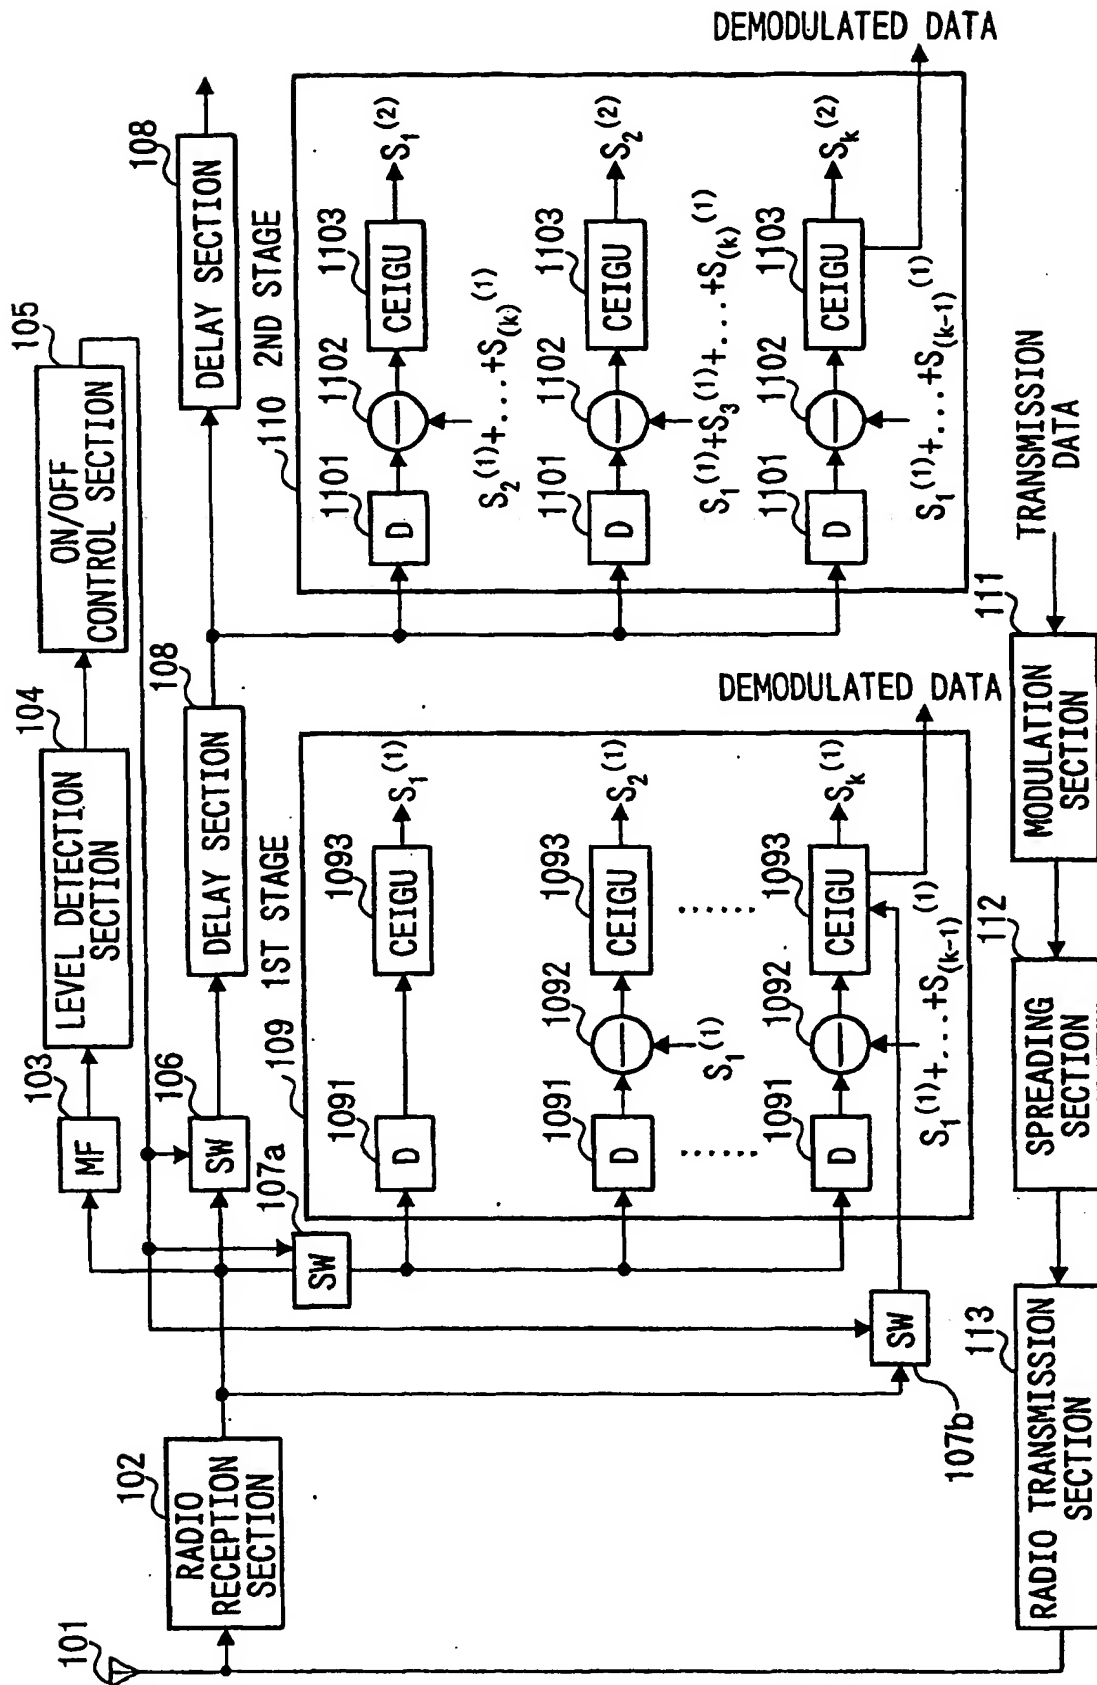 101
102
RADIO
RECEPTION
SECTION
103
MF
104
LEVEL DETECTION
SECTION
105
ON/OFF
CONTROL SECTION
106
SW
107a
SW
107b
SW
108
DELAY SECTION
108
DELAY SECTION
109 1ST STAGE
1091
D
1093
CEIGU
S₁⁽¹⁾
1091
D
1092
S₁⁽¹⁾
1093
CEIGU
S₂⁽¹⁾
......
......
1091
D
1092
S₁⁽¹⁾+...+S₍ₖ₋₁₎⁽¹⁾
1093
CEIGU
Sₖ⁽¹⁾
DEMODULATED DATA
110 2ND STAGE
1101
D
1102
S₂⁽¹⁾+....+S₍ₖ₎⁽¹⁾
1103
CEIGU
S₁⁽²⁾
1101
D
1102
S₁⁽¹⁾+S₃⁽¹⁾+....+S₍ₖ₎⁽¹⁾
1103
CEIGU
S₂⁽²⁾
1101
D
1102
S₁⁽¹⁾+....+S₍ₖ₋₁₎⁽¹⁾
1103
CEIGU
Sₖ⁽²⁾
DEMODULATED DATA
TRANSMISSION
DATA
111
MODULATION
SECTION
112
SPREADING
SECTION
113
RADIO TRANSMISSION
SECTION